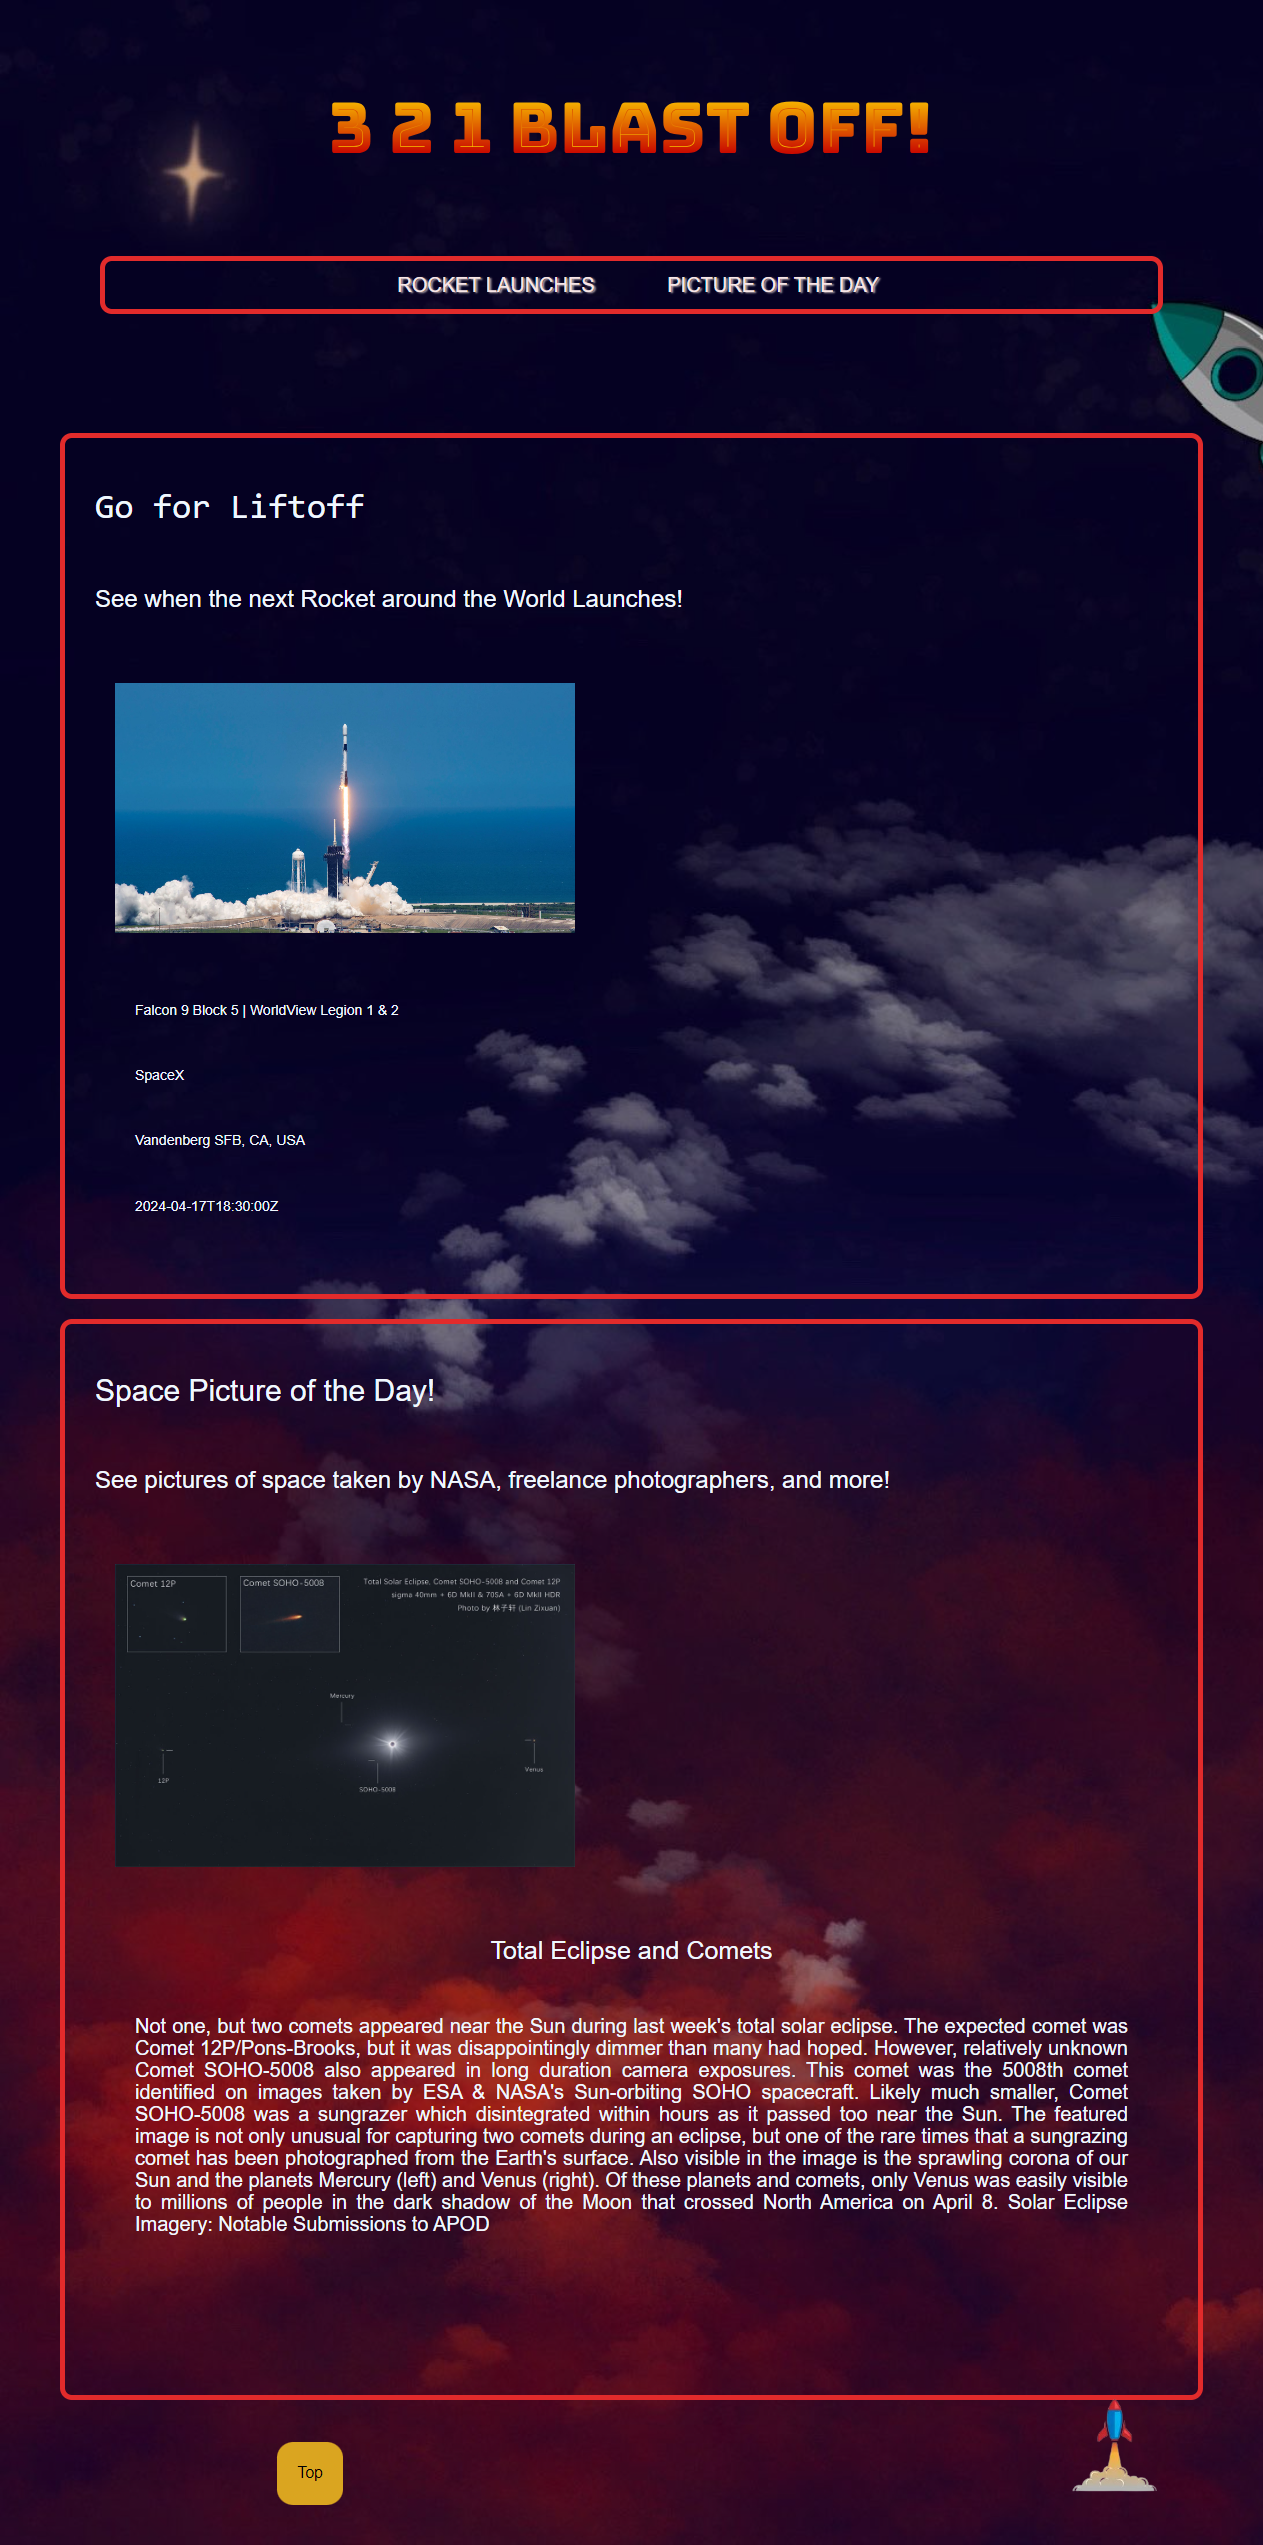 3 2 1 BLAST OFF!
ROCKET LAUNCHES
PICTURE OF THE DAY
Go for Liftoff
See when the next Rocket around the World Launches!
Falcon 9 Block 5 | WorldView Legion 1 & 2
SpaceX
Vandenberg SFB, CA, USA
2024-04-17T18:30:00Z
Space Picture of the Day!
See pictures of space taken by NASA, freelance photographers, and more!
Comet 12P
Comet SOHO-5008
Total Solar Eclipse, Comet SOHO-5008 and Comet 12P
sigma 40mm + 6D MkII & 70SA + 6D MkII HDR
Photo by 林子轩 (Lin Zixuan)
Mercury
12P
SOHO-5008
Venus
Total Eclipse and Comets
Not one, but two comets appeared near the Sun during last week's total solar eclipse. The expected comet was
Comet 12P/Pons-Brooks, but it was disappointingly dimmer than many had hoped. However, relatively unknown
Comet SOHO-5008 also appeared in long duration camera exposures. This comet was the 5008th comet
identified on images taken by ESA & NASA's Sun-orbiting SOHO spacecraft. Likely much smaller, Comet
SOHO-5008 was a sungrazer which disintegrated within hours as it passed too near the Sun. The featured
image is not only unusual for capturing two comets during an eclipse, but one of the rare times that a sungrazing
comet has been photographed from the Earth's surface. Also visible in the image is the sprawling corona of our
Sun and the planets Mercury (left) and Venus (right). Of these planets and comets, only Venus was easily visible
to millions of people in the dark shadow of the Moon that crossed North America on April 8. Solar Eclipse
Imagery: Notable Submissions to APOD
Top